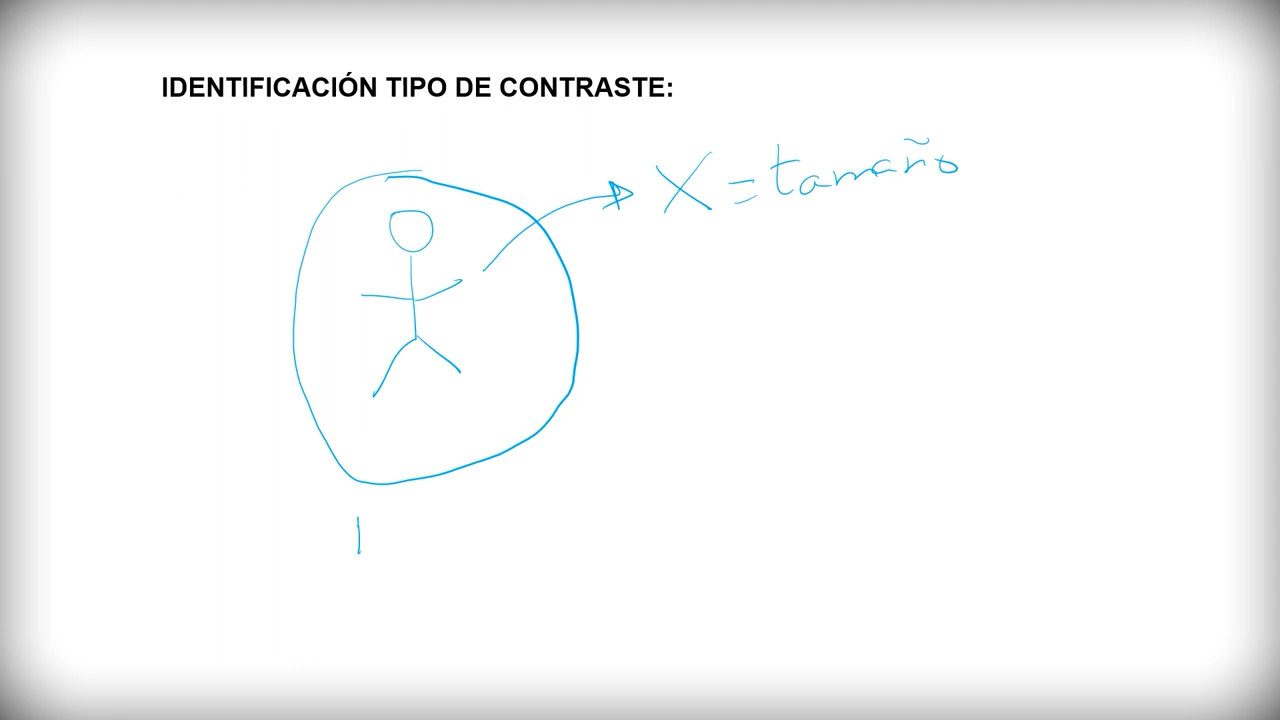 IDENTIFICACIÓN TIPO DE CONTRASTE:
X = tamaño